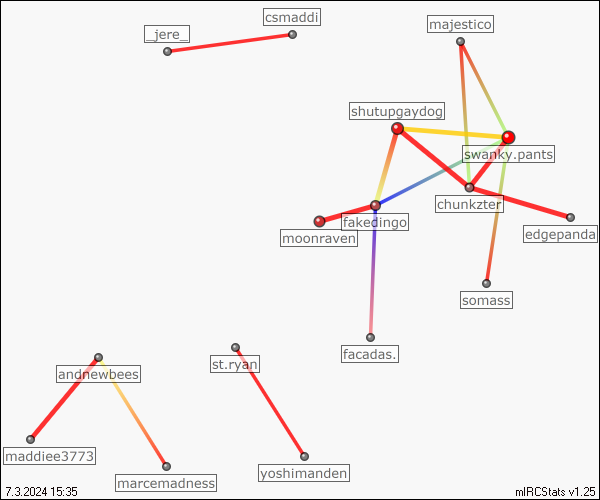 csmaddi
majestico
_jere_
shutupgaydog
swanky.pants
chunkzter
fakedingo
edgepanda
moonraven
somass
facadas.
st.ryan
andnewbees
maddiee3773
yoshimanden
marcemadness
7.3.2024 15:35
mIRCStats v1.25